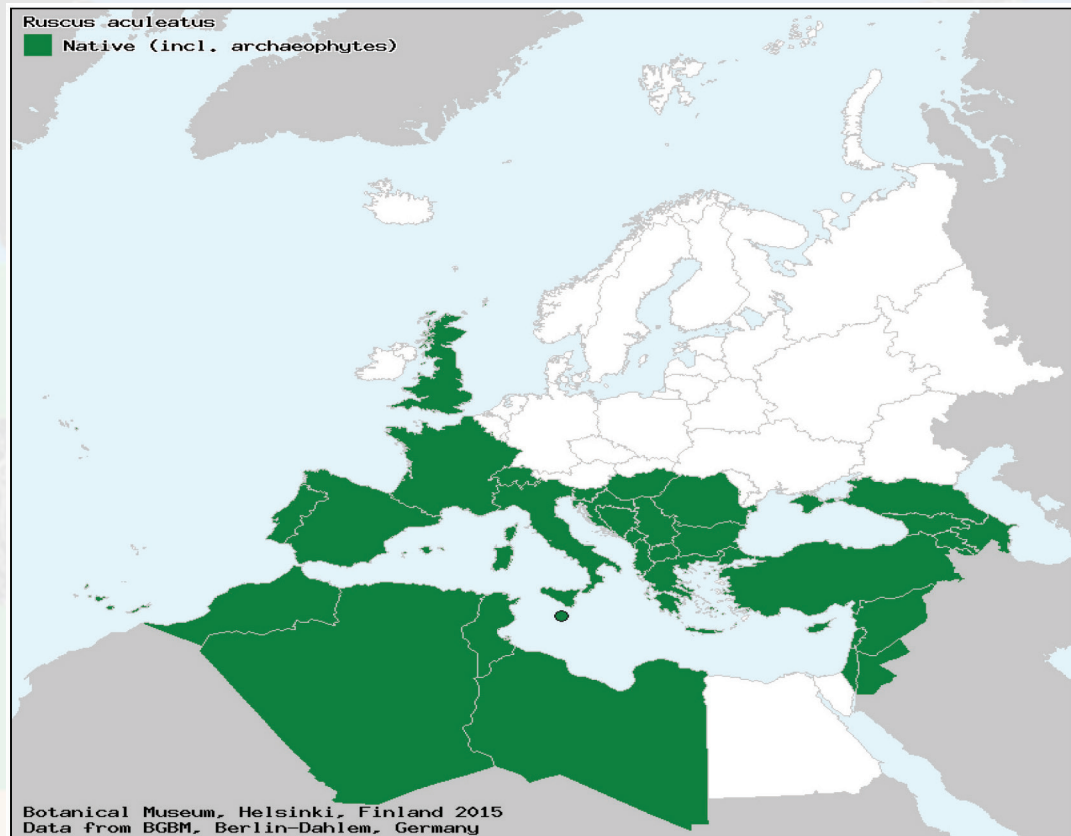 Ruscus aculeatus
Native (incl. archaeophytes)
Botanical Museum, Helsinki, Finland 2015
Data from BGBM, Berlin-Dahlem, Germany